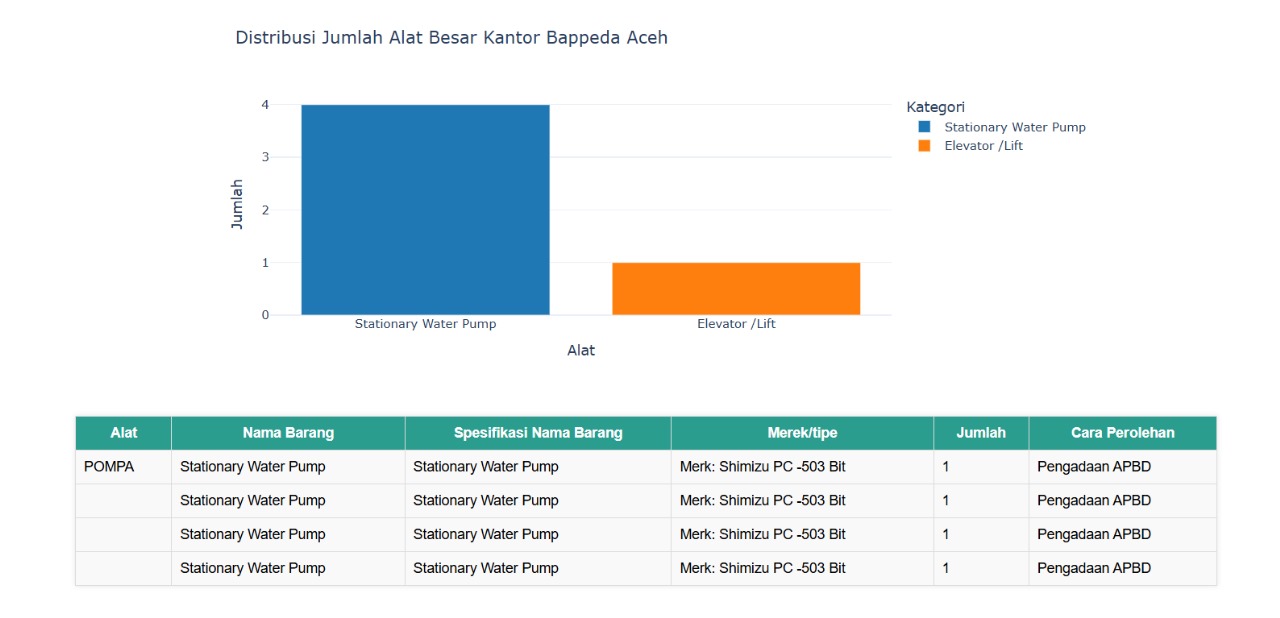 Distribusi Jumlah Alat Besar Kantor Bappeda Aceh
Kategori
Stationary Water Pump
Elevator /Lift
Jumlah
4
3
2
1
0
Stationary Water Pump Elevator /Lift
Alat
Alat Nama Barang Spesifikasi Nama Barang Merek/tipe Jumlah Cara Perolehan
POMPA Stationary Water Pump Stationary Water Pump Merk: Shimizu PC -503 Bit 1 Pengadaan APBD
Stationary Water Pump Stationary Water Pump Merk: Shimizu PC -503 Bit 1 Pengadaan APBD
Stationary Water Pump Stationary Water Pump Merk: Shimizu PC -503 Bit 1 Pengadaan APBD
Stationary Water Pump Stationary Water Pump Merk: Shimizu PC -503 Bit 1 Pengadaan APBD